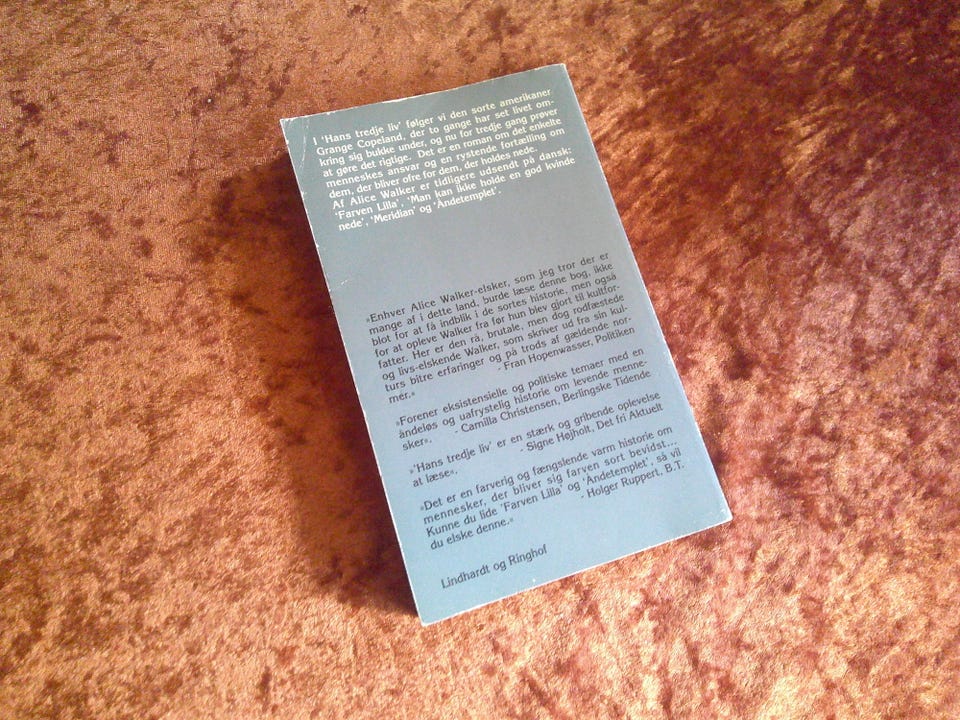 I 'Hans tredje liv' følger vi den sorte amerikaner
Grange Copeland, der to gange har set livet om-
kring sig bukke under, og nu for tredje gang prøver
at gøre det rigtige. Det er en roman om det enkelte
menneskes ansvar og en rystende fortælling om
dem, der bliver ofre for dem, der holdes nede.
Af Alice Walker er tidligere udsendt på dansk:
'Farven Lilla', 'Man kan ikke holde en god kvinde
nede', 'Meridian' og 'Åndetemplet'.
»Enhver Alice Walker-elsker, som jeg tror der er
mange af i dette land, burde læse denne bog, ikke
blot for at få indblik i de sortes historie, men også
for at opleve Walker fra før hun blev gjort til kultfor-
fatter. Her er den rå, brutale, men dog rodfæstede
og livs-elskende Walker, som skriver ud fra sin kul-
turs bitre erfaringer og på trods af gældende nor-
mer.« - Fran Hopenwasser, Politiken
»Forener eksistensielle og politiske temaer med en
åndeløs og uafrystelig historie om levende menne-
sker«. - Camilla Christensen, Berlingske Tidende
»'Hans tredje liv' er en stærk og gribende oplevelse
at læse«. - Signe Højholt, Det fri Aktuelt
»Det er en farverig og fængslende varm historie om
mennesker, der bliver sig farven sort bevidst...
Kunne du lide 'Farven Lilla' og 'Åndetemplet', så vil
du elske denne.« - Holger Ruppert, B.T.
Lindhardt og Ringhof